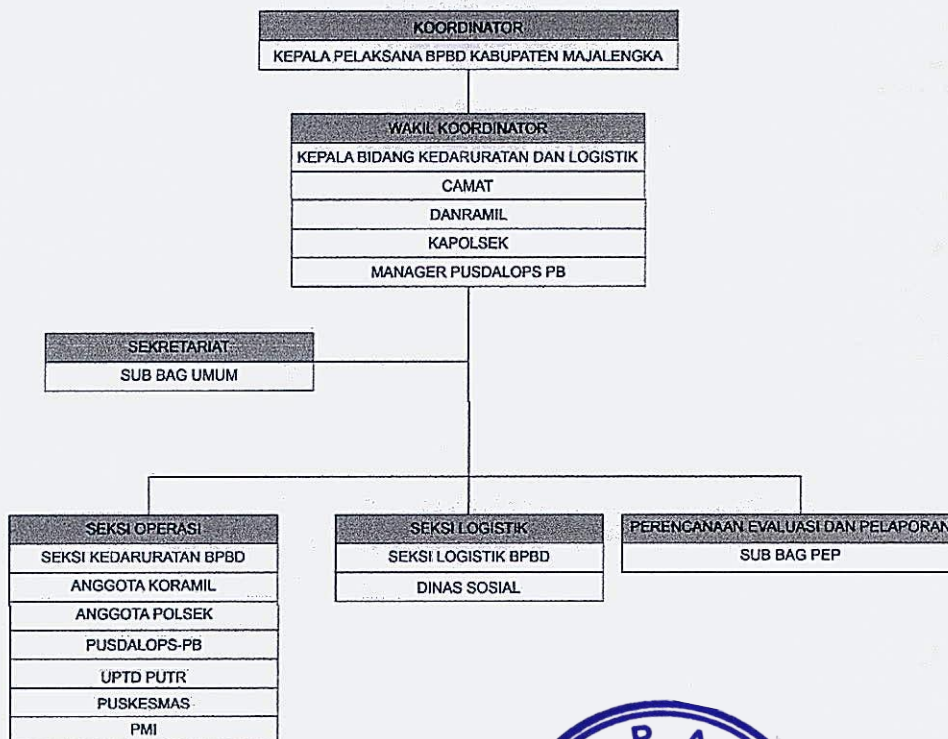 KOORDINATOR
KEPALA PELAKSANA BPBD KABUPATEN MAJALENGKA
WAKIL KOORDINATOR
KEPALA BIDANG KEDARURATAN DAN LOGISTIK
CAMAT
DANRAMIL
KAPOLSEK
MANAGER PUSDALOPS PB
SEKRETARIAT
SUB BAG UMUM
SEKSI OPERASI
SEKSI KEDARURATAN BPBD
ANGGOTA KORAMIL
ANGGOTA POLSEK
PUSDALOPS-PB
UPTD PUTR
PUSKESMAS
PMI
SEKSI LOGISTIK
SEKSI LOGISTIK BPBD
DINAS SOSIAL
PERENCANAAN EVALUASI DAN PELAPORAN
SUB BAG PEP